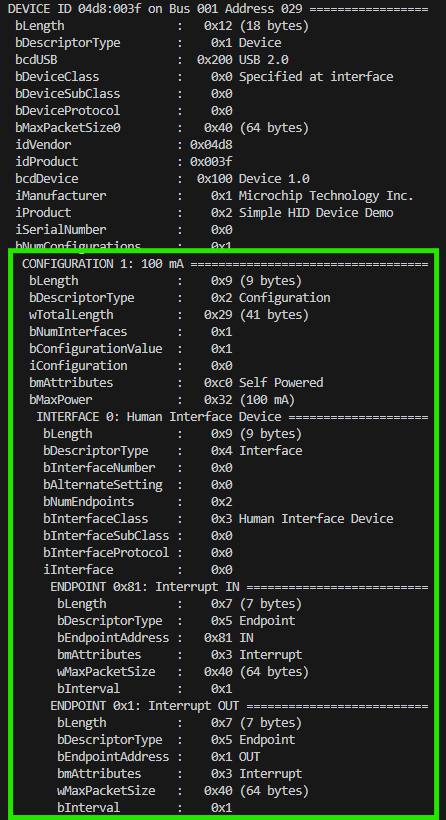 DEVICE ID 04d8:003f on Bus 001 Address 029 =================
 bLength                :   0x12 (18 bytes)
 bDescriptorType        :    0x1 Device
 bcdUSB                 :  0x200 USB 2.0
 bDeviceClass           :    0x0 Specified at interface
 bDeviceSubClass        :    0x0
 bDeviceProtocol        :    0x0
 bMaxPacketSize0        :   0x40 (64 bytes)
 idVendor               : 0x04d8
 idProduct              : 0x003f
 bcdDevice              :  0x100 Device 1.0
 iManufacturer          :    0x1 Microchip Technology Inc.
 iProduct               :    0x2 Simple HID Device Demo
 iSerialNumber          :    0x0
 bNumConfigurations     :    0x1
  CONFIGURATION 1: 100 mA ==================================
   bLength              :    0x9 (9 bytes)
   bDescriptorType      :    0x2 Configuration
   wTotalLength         :   0x29 (41 bytes)
   bNumInterfaces       :    0x1
   bConfigurationValue  :    0x1
   iConfiguration       :    0x0
   bmAttributes         :   0xc0 Self Powered
   bMaxPower            :   0x32 (100 mA)
    INTERFACE 0: Human Interface Device ====================
     bLength            :    0x9 (9 bytes)
     bDescriptorType    :    0x4 Interface
     bInterfaceNumber   :    0x0
     bAlternateSetting  :    0x0
     bNumEndpoints      :    0x2
     bInterfaceClass    :    0x3 Human Interface Device
     bInterfaceSubClass :    0x0
     bInterfaceProtocol :    0x0
     iInterface         :    0x0
      ENDPOINT 0x81: Interrupt IN ==========================
       bLength          :    0x7 (7 bytes)
       bDescriptorType  :    0x5 Endpoint
       bEndpointAddress :   0x81 IN
       bmAttributes     :    0x3 Interrupt
       wMaxPacketSize   :   0x40 (64 bytes)
       bInterval        :    0x1
      ENDPOINT 0x1: Interrupt OUT ==========================
       bLength          :    0x7 (7 bytes)
       bDescriptorType  :    0x5 Endpoint
       bEndpointAddress :    0x1 OUT
       bmAttributes     :    0x3 Interrupt
       wMaxPacketSize   :   0x40 (64 bytes)
       bInterval        :    0x1